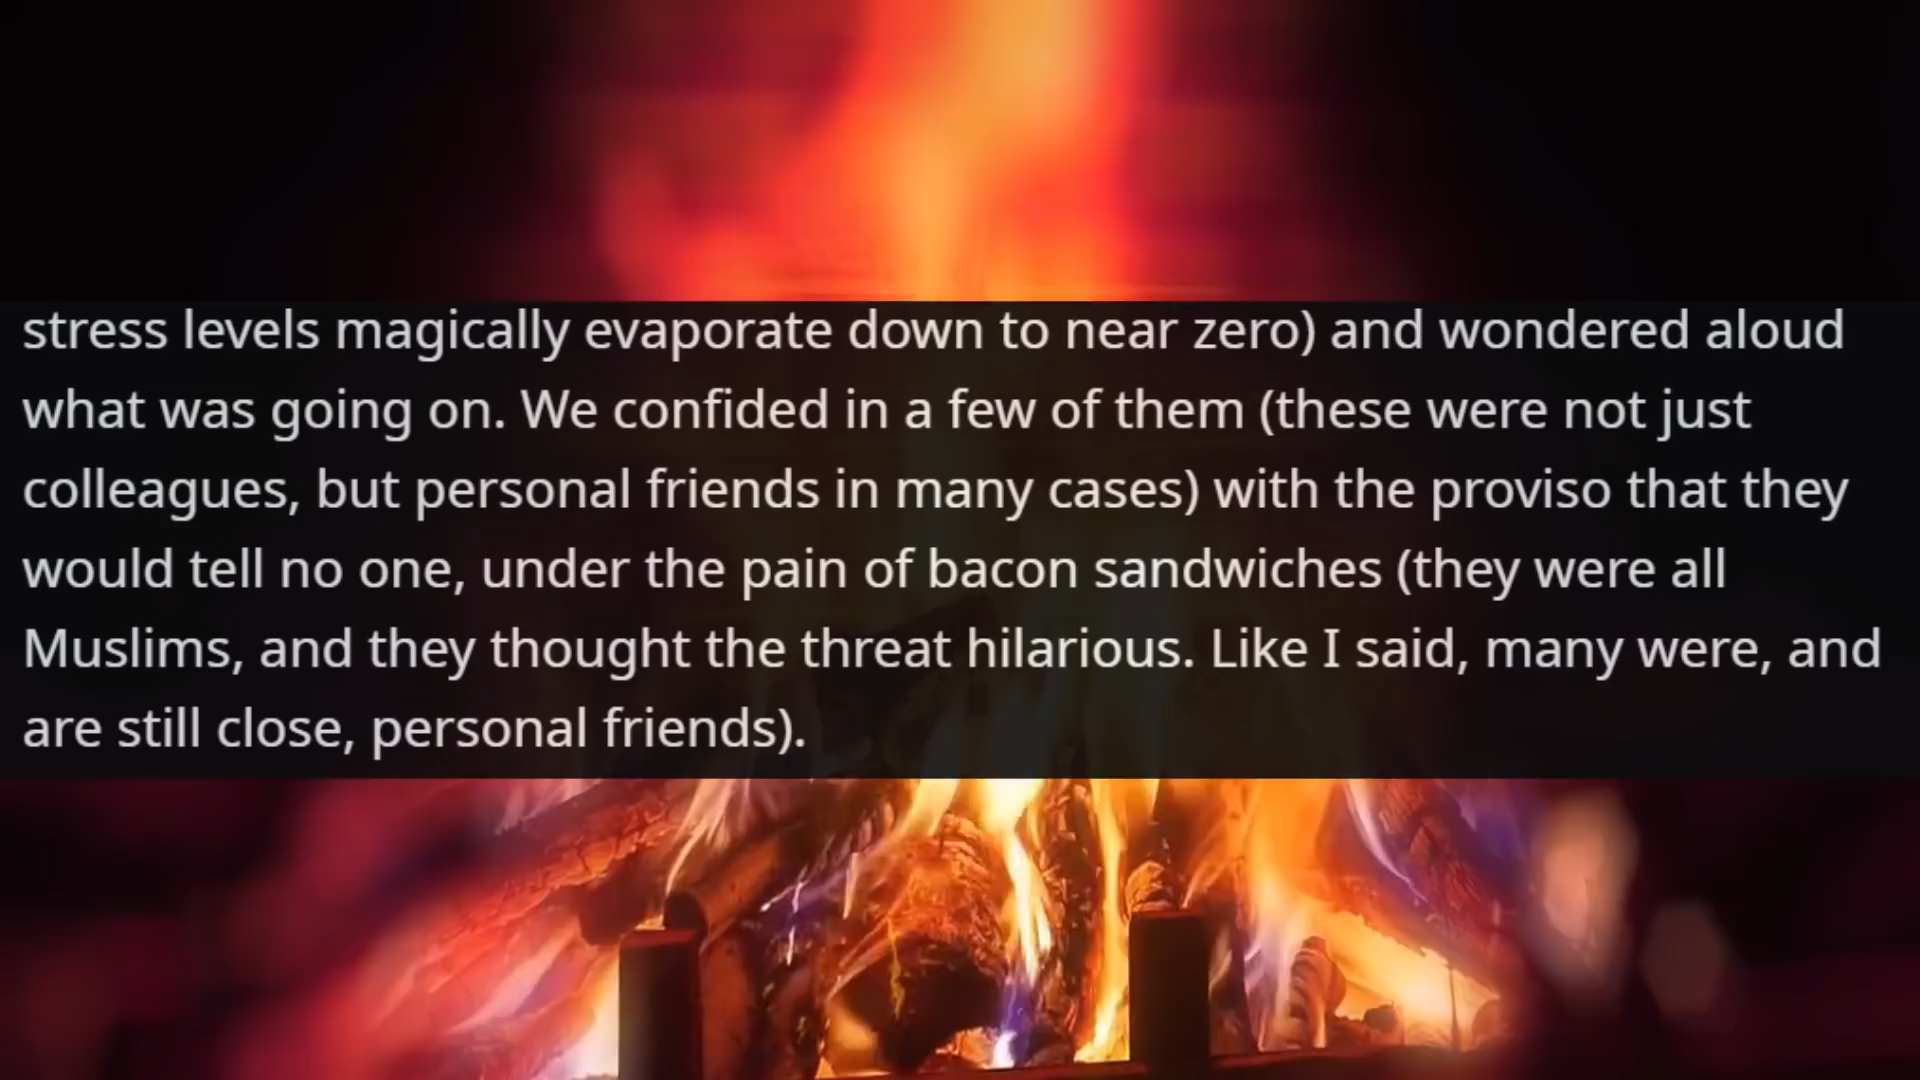 stress levels magically evaporate down to near zero) and wondered aloud
what was going on. We confided in a few of them (these were not just
colleagues, but personal friends in many cases) with the proviso that they
would tell no one, under the pain of bacon sandwiches (they were all
Muslims, and they thought the threat hilarious. Like I said, many were, and
are still close, personal friends).